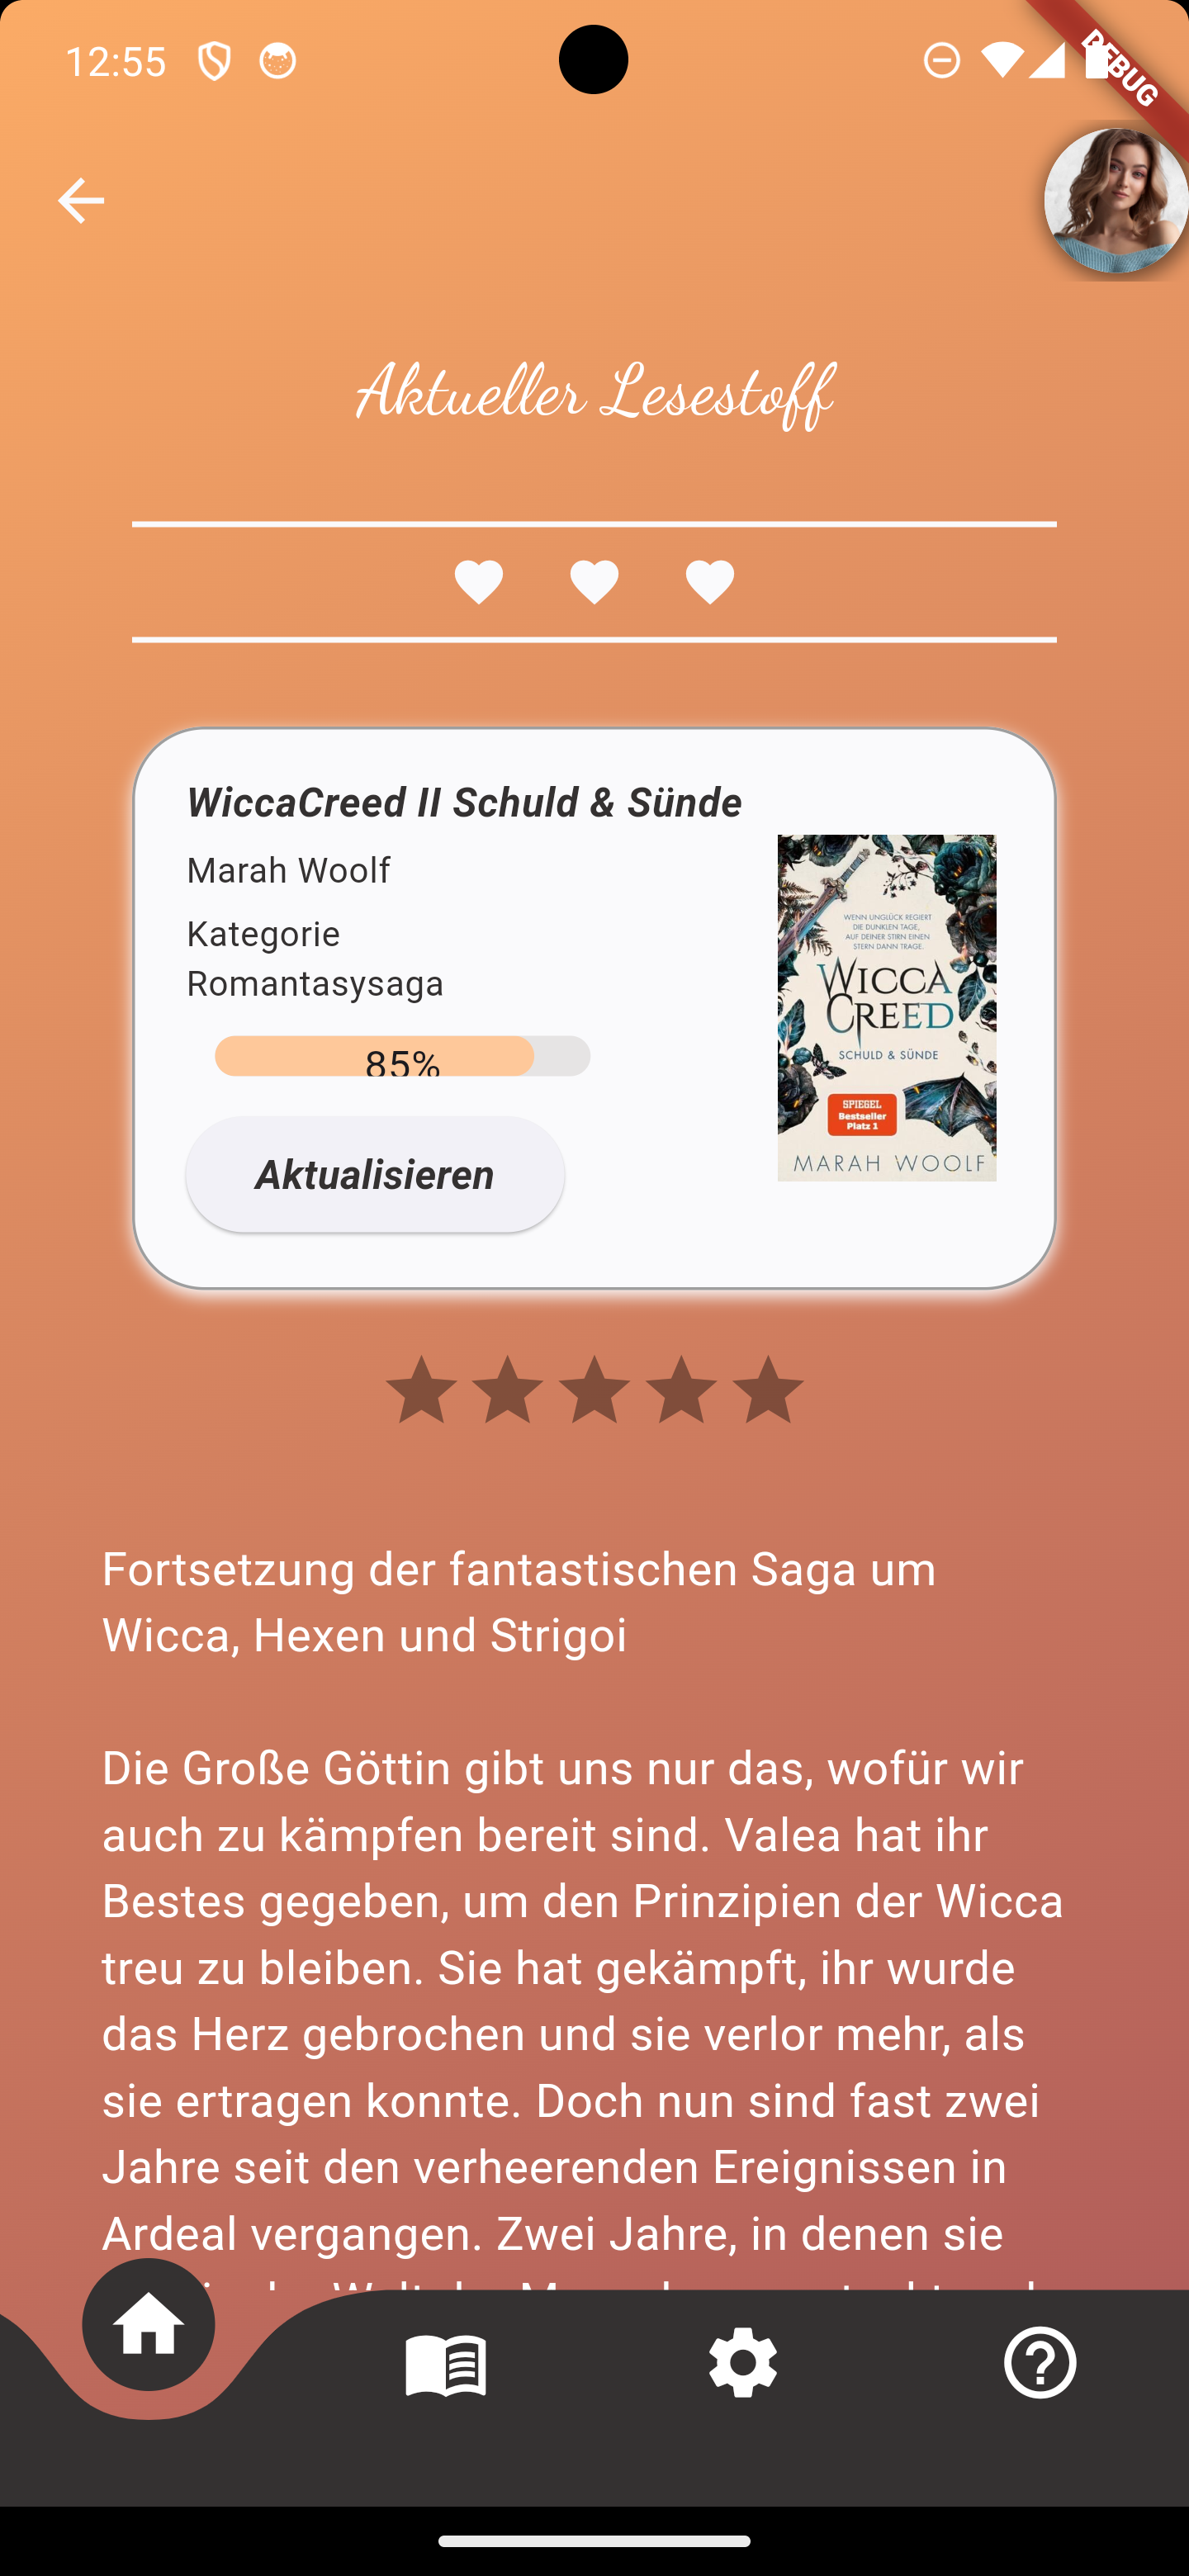 12:55
DEBUG
Aktueller Lesestoff
WiccaCreed II Schuld & Sünde
Marah Woolf
Kategorie
Romantasysaga
85%
Aktualisieren
WENN UNGLÜCK REGIERT
DIE DUNKLEN TAGE,
AUF DEINER STIRN EINEN
STERN DANN TRAGE.
WICCA
CREED
SCHULD & SÜNDE
SPIEGEL
Bestseller
Platz 1
MARAH WOOLF
Fortsetzung der fantastischen Saga um
Wicca, Hexen und Strigoi
Die Große Göttin gibt uns nur das, wofür wir
auch zu kämpfen bereit sind. Valea hat ihr
Bestes gegeben, um den Prinzipien der Wicca
treu zu bleiben. Sie hat gekämpft, ihr wurde
das Herz gebrochen und sie verlor mehr, als
sie ertragen konnte. Doch nun sind fast zwei
Jahre seit den verheerenden Ereignissen in
Ardeal vergangen. Zwei Jahre, in denen sie